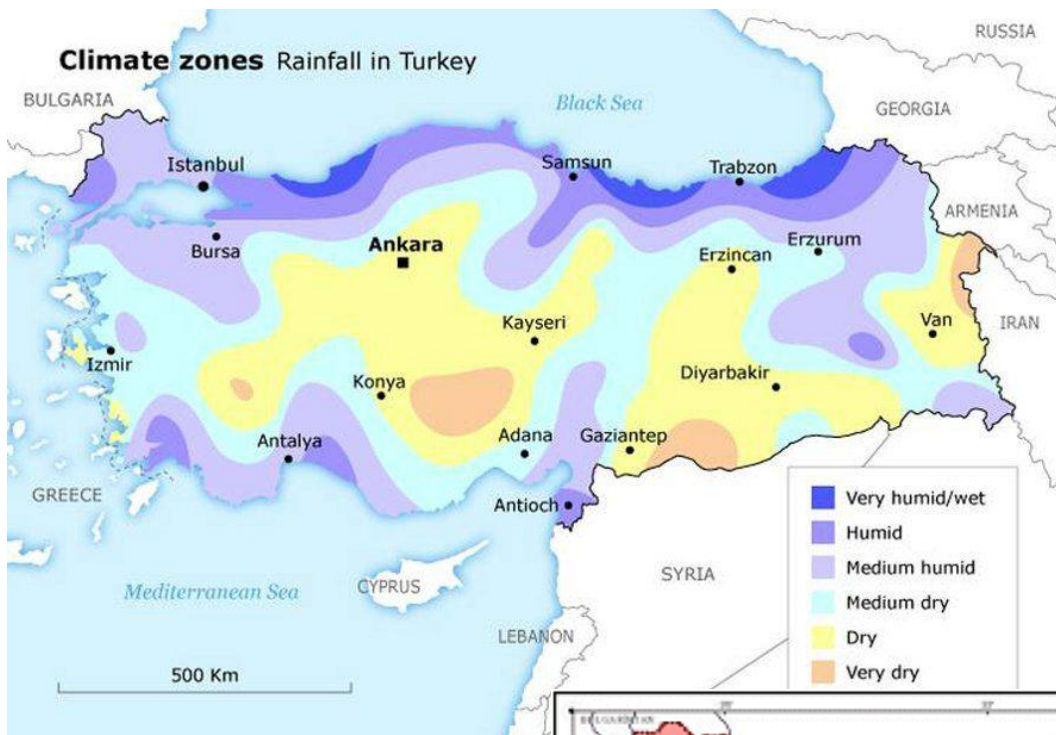 Climate zones Rainfall in Turkey
RUSSIA
BULGARIA
Black Sea
GEORGIA
Istanbul
Samsun
Trabzon
ARMENIA
Bursa
Ankara
Erzincan
Erzurum
IRAN
Kayseri
Van
Izmir
Konya
Diyarbakir
Antalya
Adana
Gaziantep
GREECE
Antioch
Mediterranean Sea
CYPRUS
SYRIA
LEBANON
500 Km
Very humid/wet
Humid
Medium humid
Medium dry
Dry
Very dry